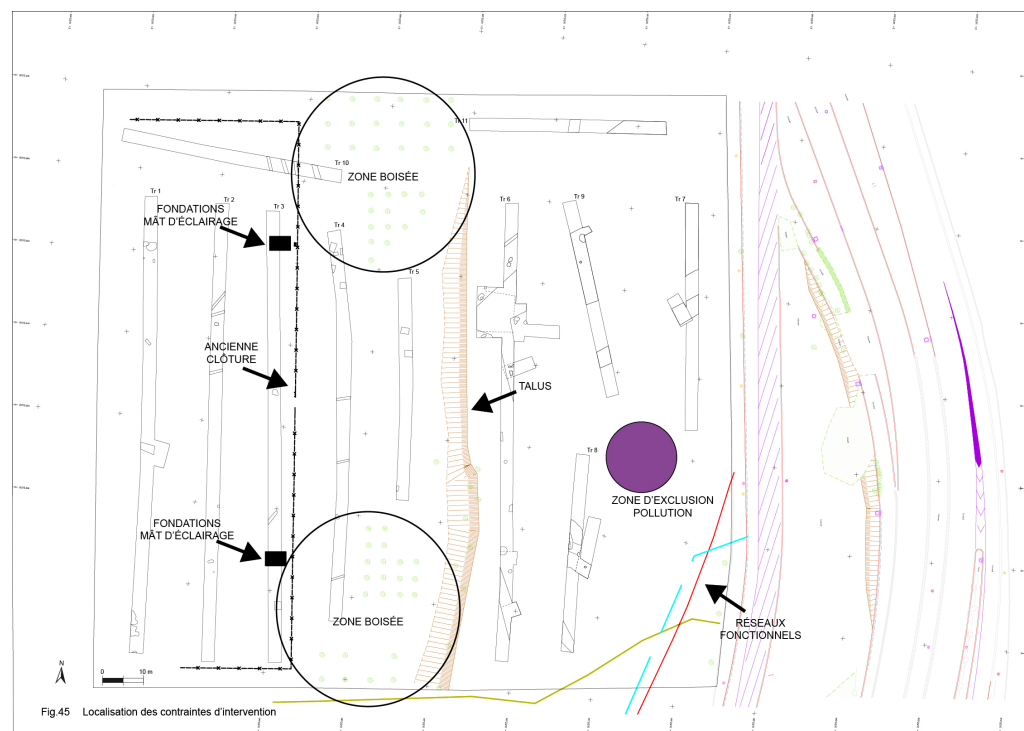 Tr 11
Tr 10
ZONE BOISÉE
Tr 1
Tr 2
Tr 3
Tr 4
Tr 5
Tr 6
Tr 9
Tr 7
FONDATIONS
MÂT D'ÉCLAIRAGE
ANCIENNE
CLÔTURE
TALUS
Tr 8
ZONE D'EXCLUSION
POLLUTION
FONDATIONS
MÂT D'ÉCLAIRAGE
ZONE BOISÉE
RÉSEAUX
FONCTIONNELS
N
0 10 m
Fig.45 Localisation des contraintes d'intervention